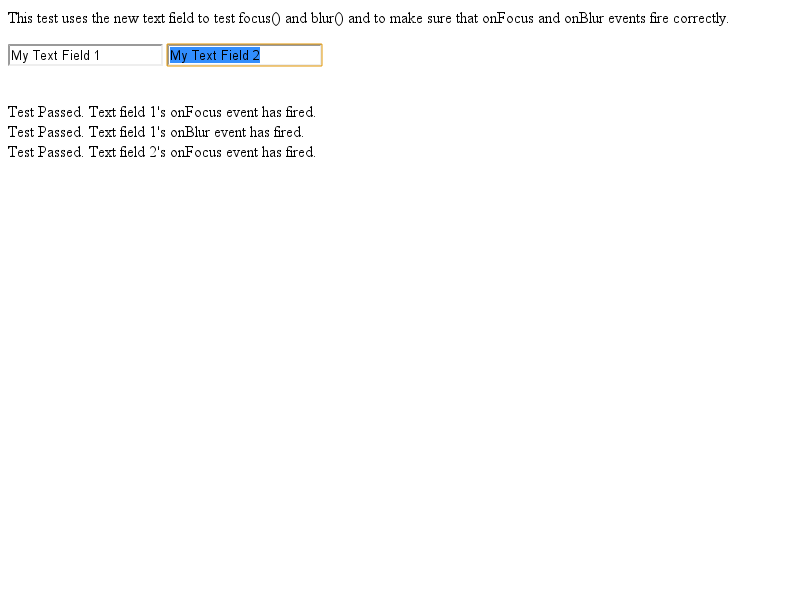 This test uses the new text field to test focus() and blur() and to make sure that onFocus and onBlur events fire correctly.
My Text Field 1 My Text Field 2
Test Passed. Text field 1's onFocus event has fired.
Test Passed. Text field 1's onBlur event has fired.
Test Passed. Text field 2's onFocus event has fired.